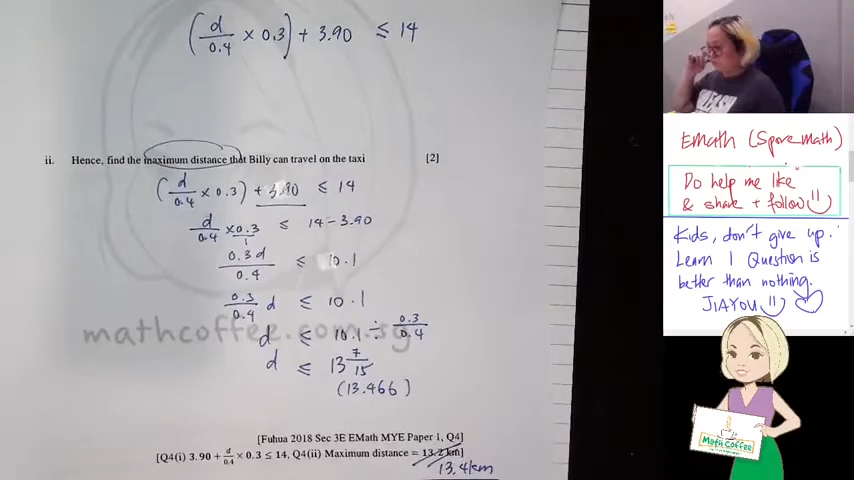 (d/0.4 × 0.3) + 3.90 ≤ 14
ii. Hence, find the maximum distance that Billy can travel on the taxi [2]
(d/0.4 × 0.3) + 3.90 ≤ 14
d/0.4 × 0.3/1 ≤ 14 - 3.90
0.3d/0.4 ≤ 10.1
0.3/0.4 d ≤ 10.1
d ≤ 10.1 ÷ 0.3/0.4
d ≤ 13 7/15
(13.466)
mathcoffee.com.sg
[Fuhua 2018 Sec 3E EMath MYE Paper 1, Q4]
[Q4(i) 3.90 + d/0.4 × 0.3 ≤ 14, Q4(ii) Maximum distance = 13.2 km]
13.4km
EMath (Spore math)
Do help me like
& share + follow
Kids, don't give up.
Learn 1 Question is
better than nothing.
JIAYOU
Math Coffee